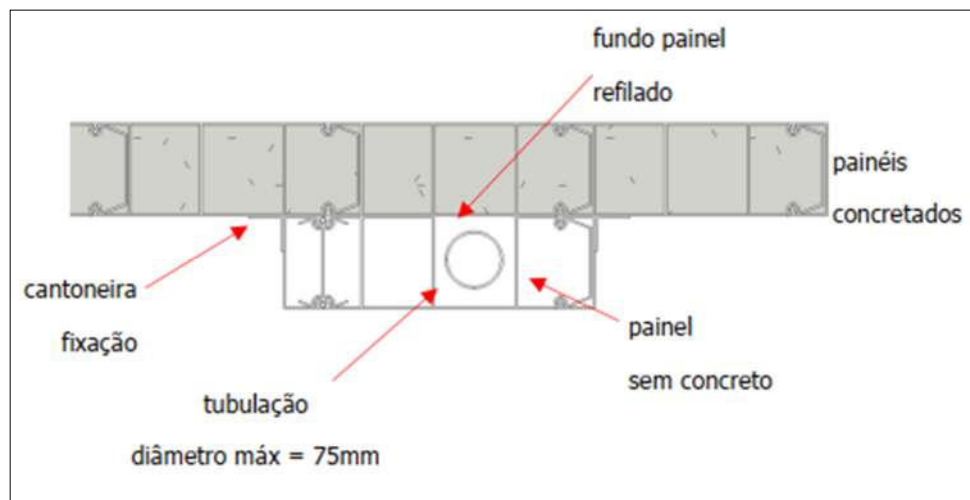 fundo painel
refilado
painéis
concretados
cantoneira
fixação
painel
sem concreto
tubulação
diâmetro máx = 75mm